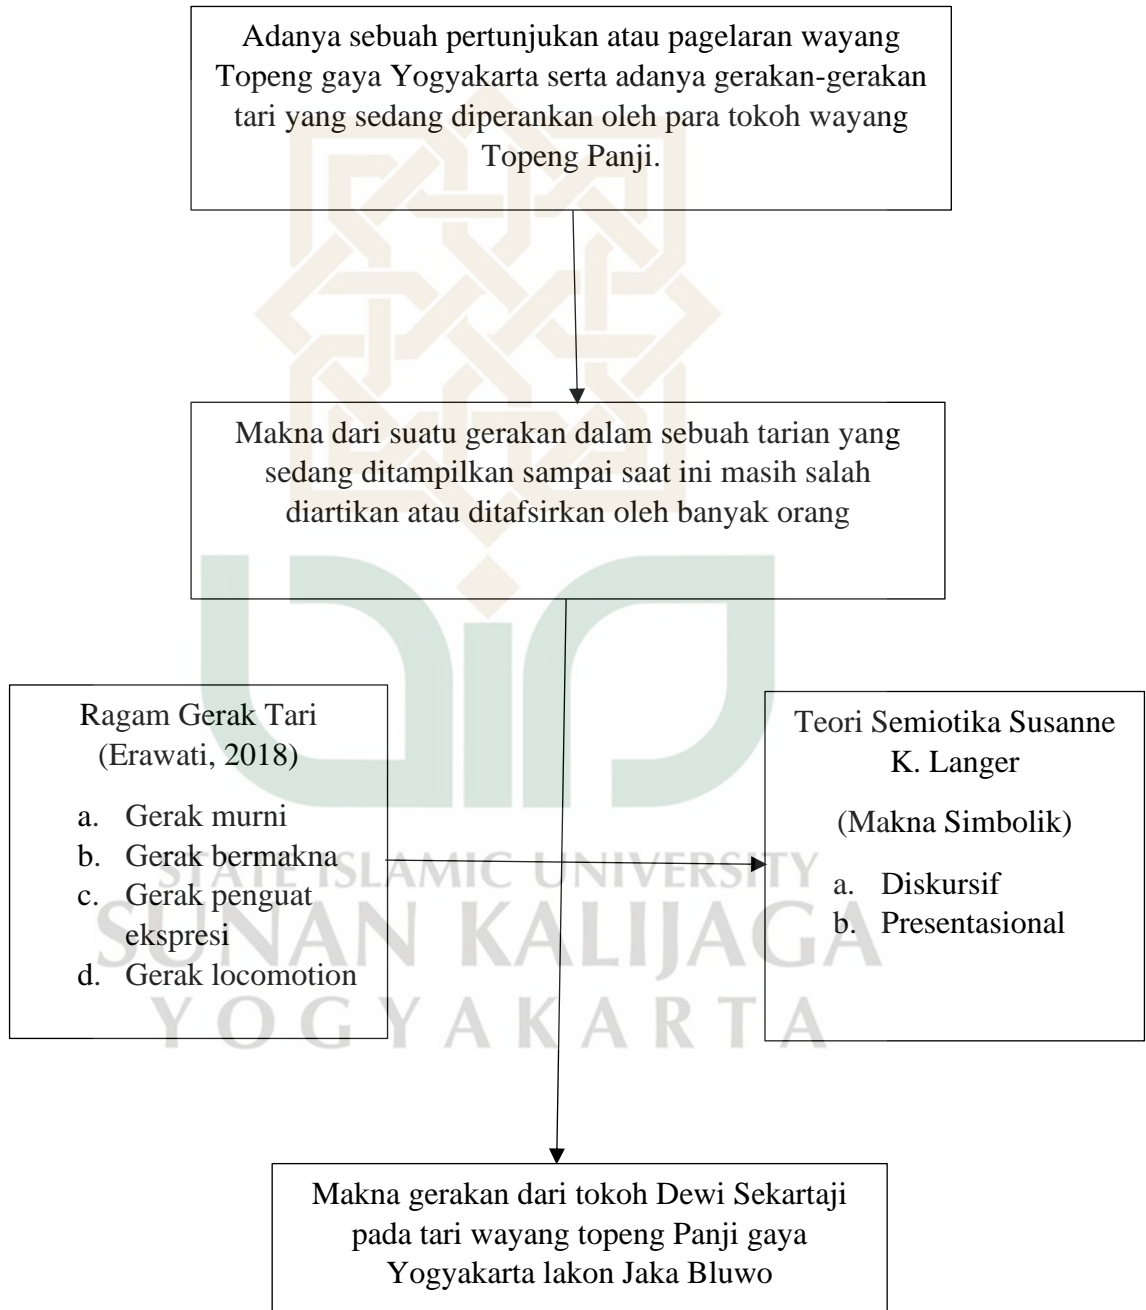 Adanya sebuah pertunjukan atau pagelaran wayang
Topeng gaya Yogyakarta serta adanya gerakan-gerakan
tari yang sedang diperankan oleh para tokoh wayang
Topeng Panji.
Makna dari suatu gerakan dalam sebuah tarian yang
sedang ditampilkan sampai saat ini masih salah
diartikan atau ditafsirkan oleh banyak orang
Ragam Gerak Tari
(Erawati, 2018)
a. Gerak murni
b. Gerak bermakna
c. Gerak penguat
ekspresi
d. Gerak locomotion
Teori Semiotika Susanne
K. Langer
(Makna Simbolik)
a. Diskursif
b. Presentasional
STATE ISLAMIC UNIVERSITY
SUNAN KALIJAGA
YOGYAKARTA
Makna gerakan dari tokoh Dewi Sekartaji
pada tari wayang topeng Panji gaya
Yogyakarta lakon Jaka Bluwo